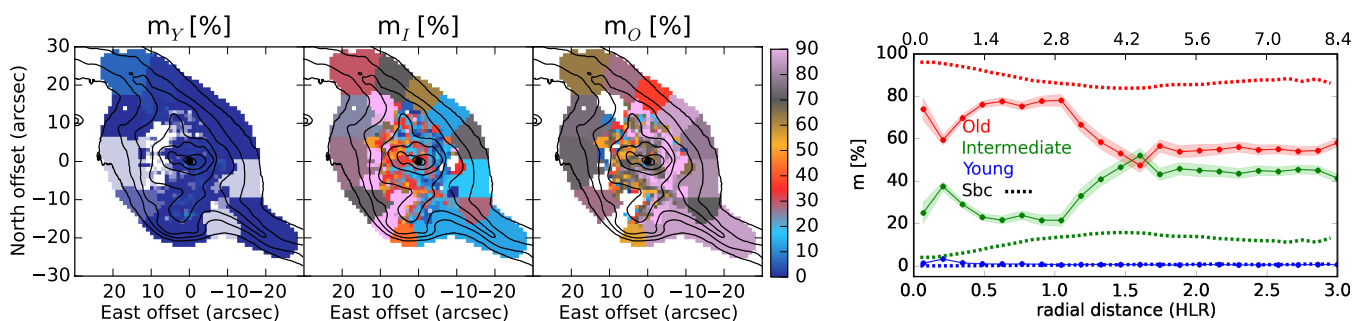 m_Y [%] m_I [%] m_O [%]
North offset (arcsec)
30
20
10
0
−10
−20
−30
20 10 0 −10−20 20 10 0 −10−20 20 10 0 −10−20
East offset (arcsec) East offset (arcsec) East offset (arcsec)
90
80
70
60
50
40
30
20
10
0
0.0 1.4 2.8 4.2 5.6 7.0 8.4
m [%]
100
80
60
40
20
0
Old
Intermediate
Young
Sbc
0.0 0.5 1.0 1.5 2.0 2.5 3.0
radial distance (HLR)